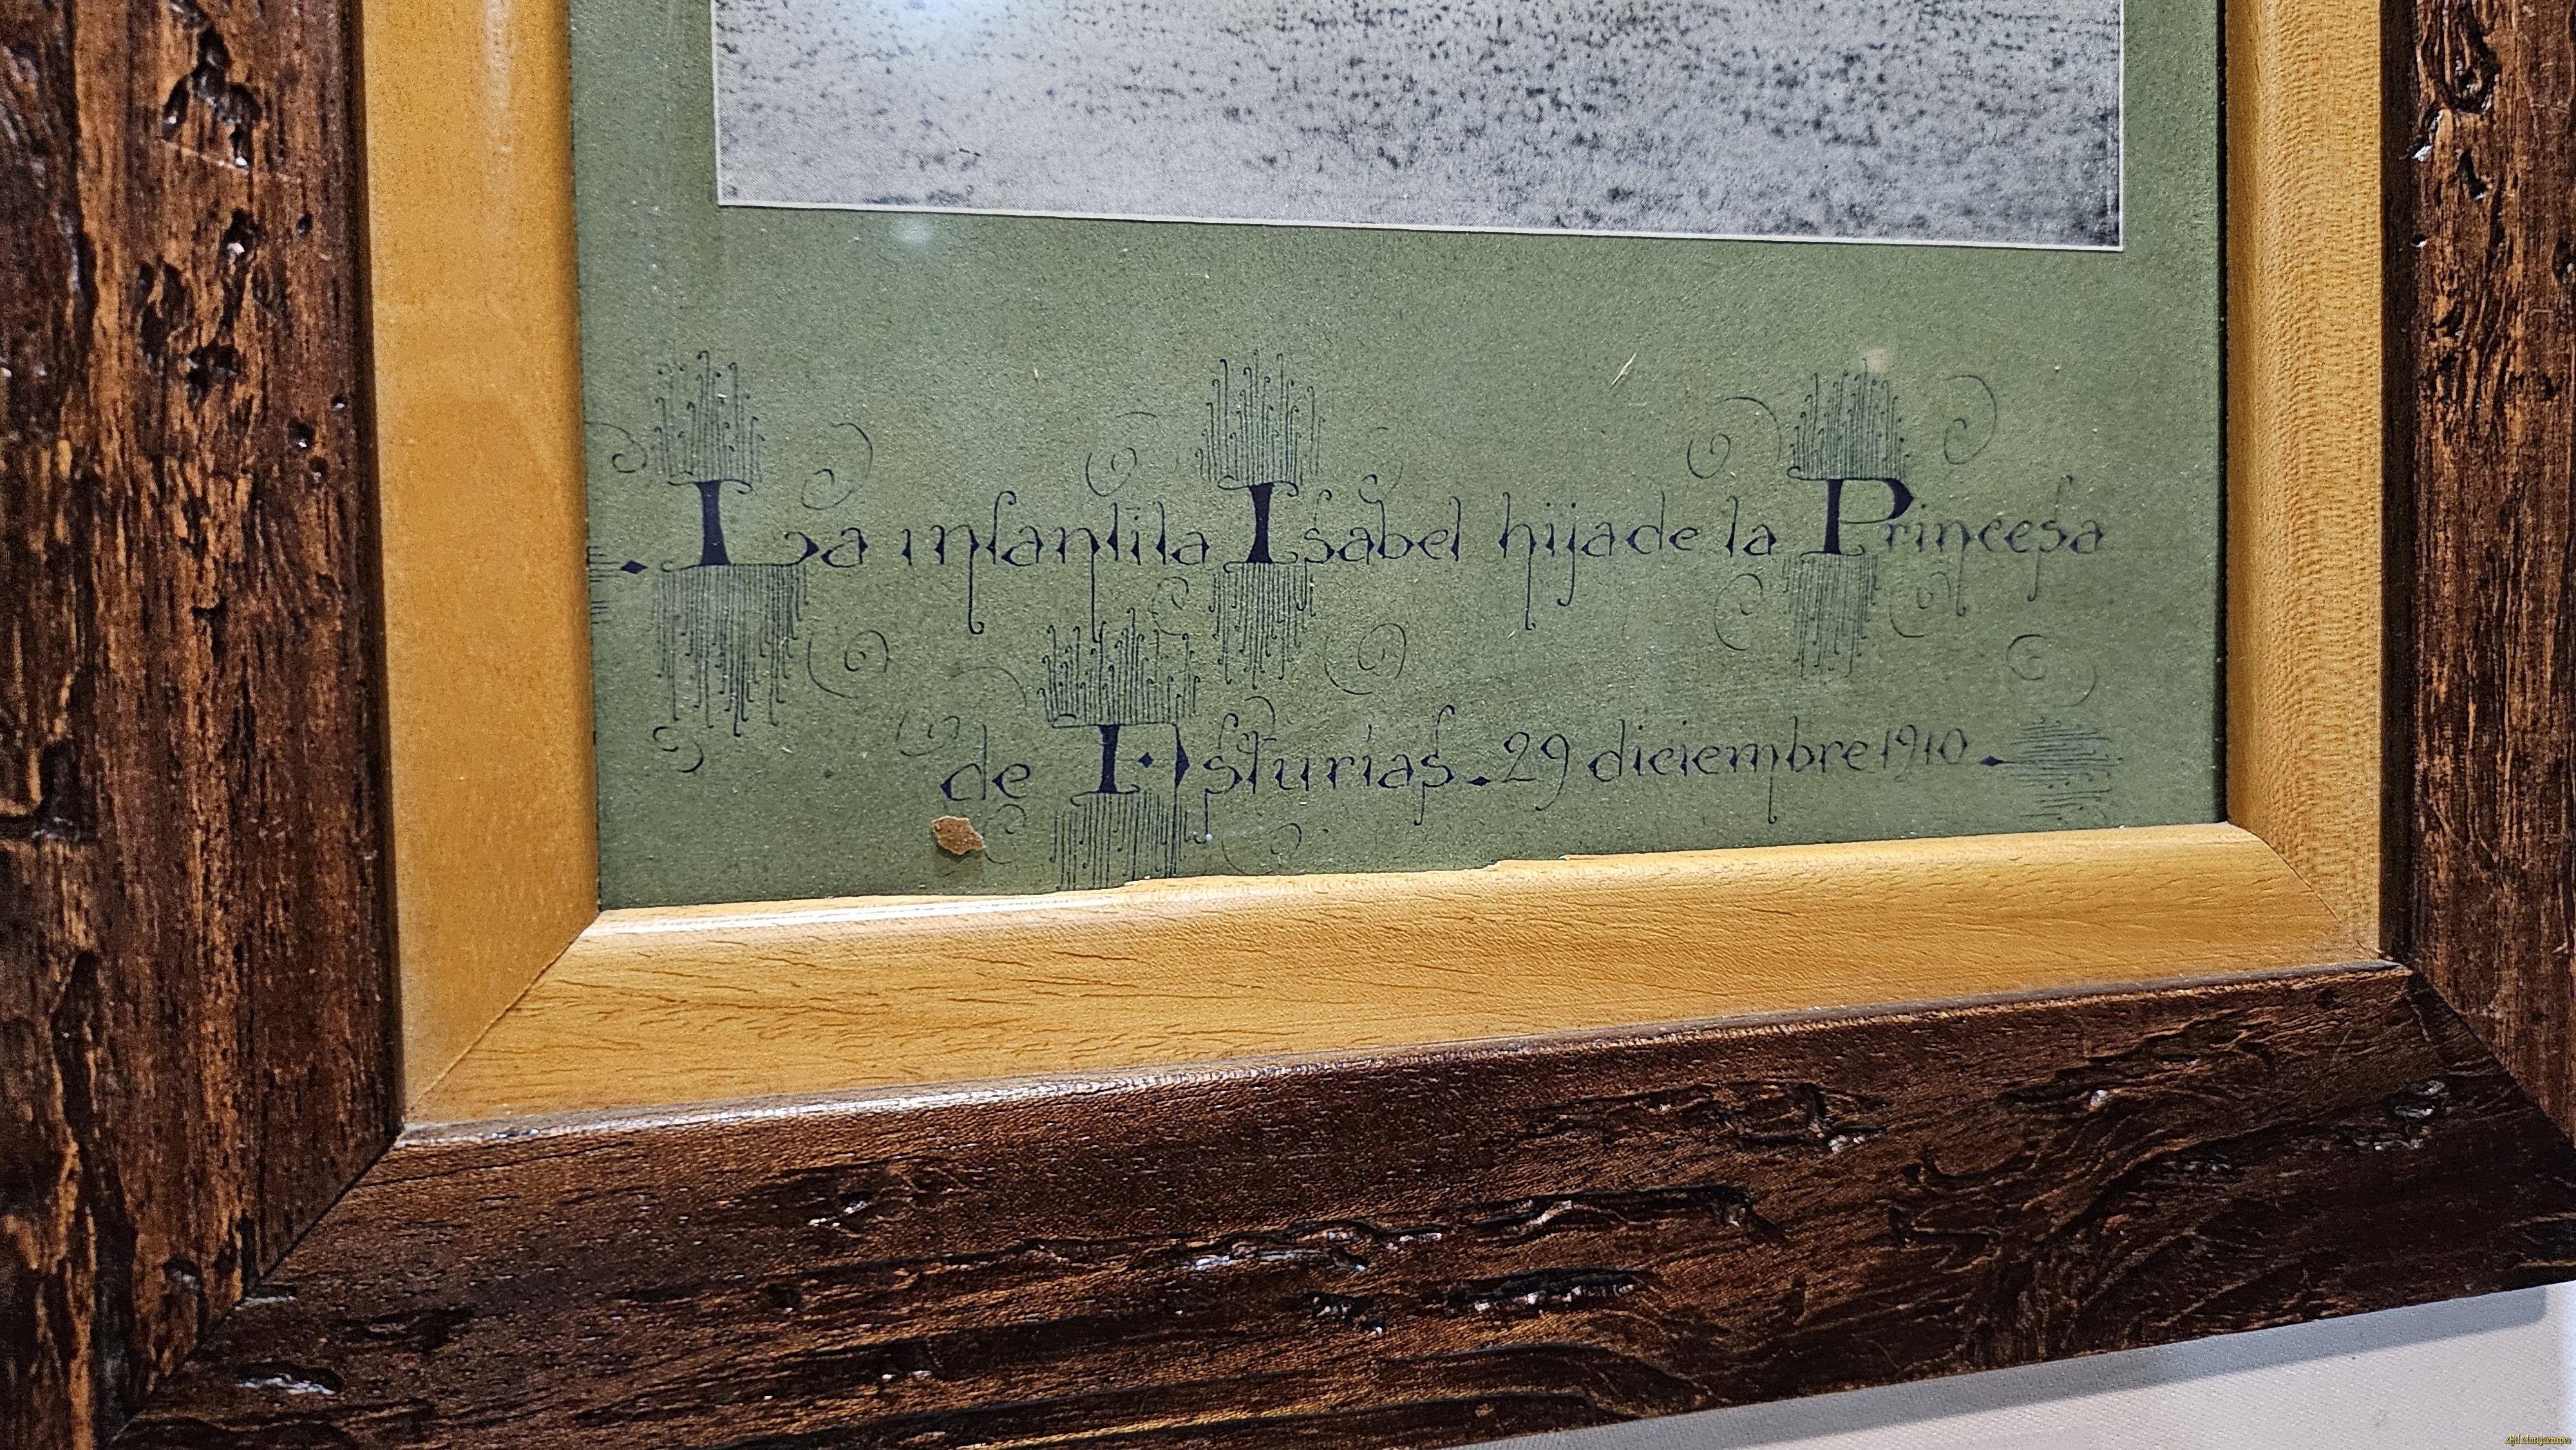 La infantita Isabel hija de la Princesa
de Asturias. 29 diciembre 1910.